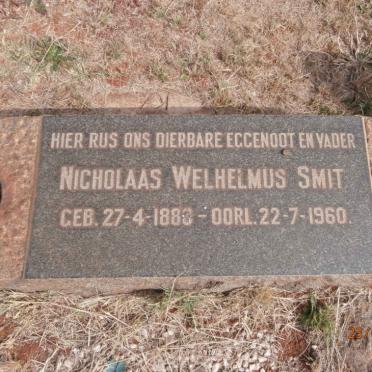 HIER RUS ONS DIERBARE EGGENOOT EN VADER
NICHOLAAS WELHELMUS SMIT
GEB. 27-4-1883 - OORL. 22-7-1960.